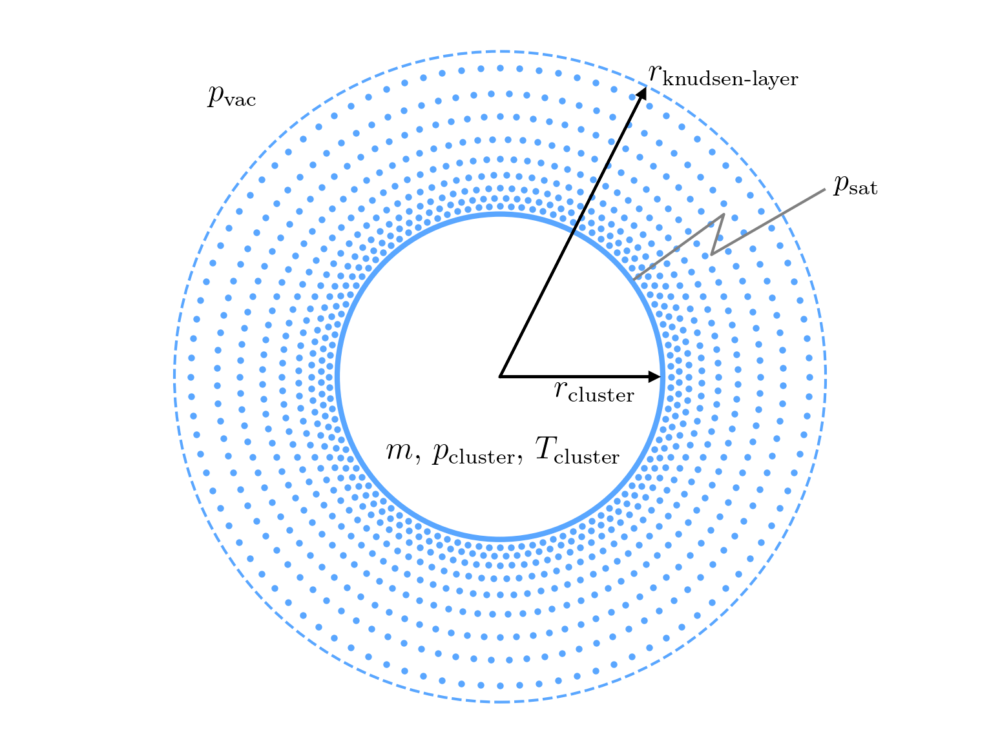 r_knudsen-layer
p_vac
p_sat
r_cluster
m, p_cluster, T_cluster